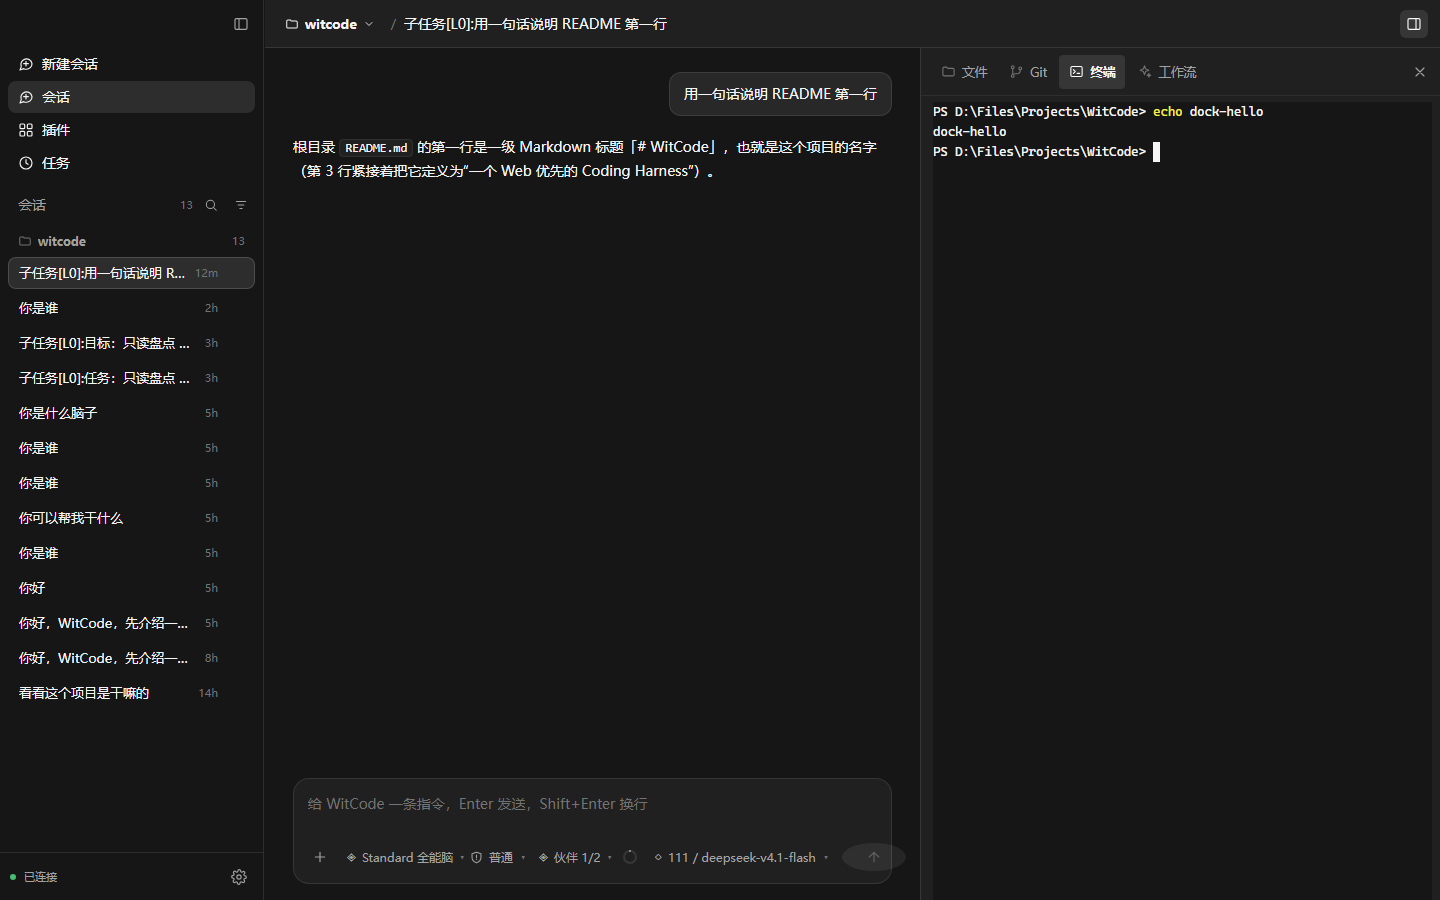 新建会话
会话
插件
任务
会话 13
witcode 13
子任务[L0]:用一句话说明 R... 12m
你是谁 2h
子任务[L0]:目标：只读盘点 ... 3h
子任务[L0]:任务：只读盘点 ... 3h
你是什么脑子 5h
你是谁 5h
你是谁 5h
你可以帮我干什么 5h
你是谁 5h
你好 5h
你好，WitCode，先介绍一... 5h
你好，WitCode，先介绍一... 8h
看看这个项目是干嘛的 14h
已连接
witcode / 子任务[L0]:用一句话说明 README 第一行
用一句话说明 README 第一行
根目录 README.md 的第一行是一级 Markdown 标题「# WitCode」，也就是这个项目的名字
（第 3 行紧接着把它定义为“一个 Web 优先的 Coding Harness”）。
给 WitCode 一条指令，Enter 发送，Shift+Enter 换行
Standard 全能脑 普通 伙伴 1/2 111 / deepseek-v4.1-flash
文件 Git 终端 工作流
PS D:\Files\Projects\WitCode> echo dock-hello
dock-hello
PS D:\Files\Projects\WitCode>